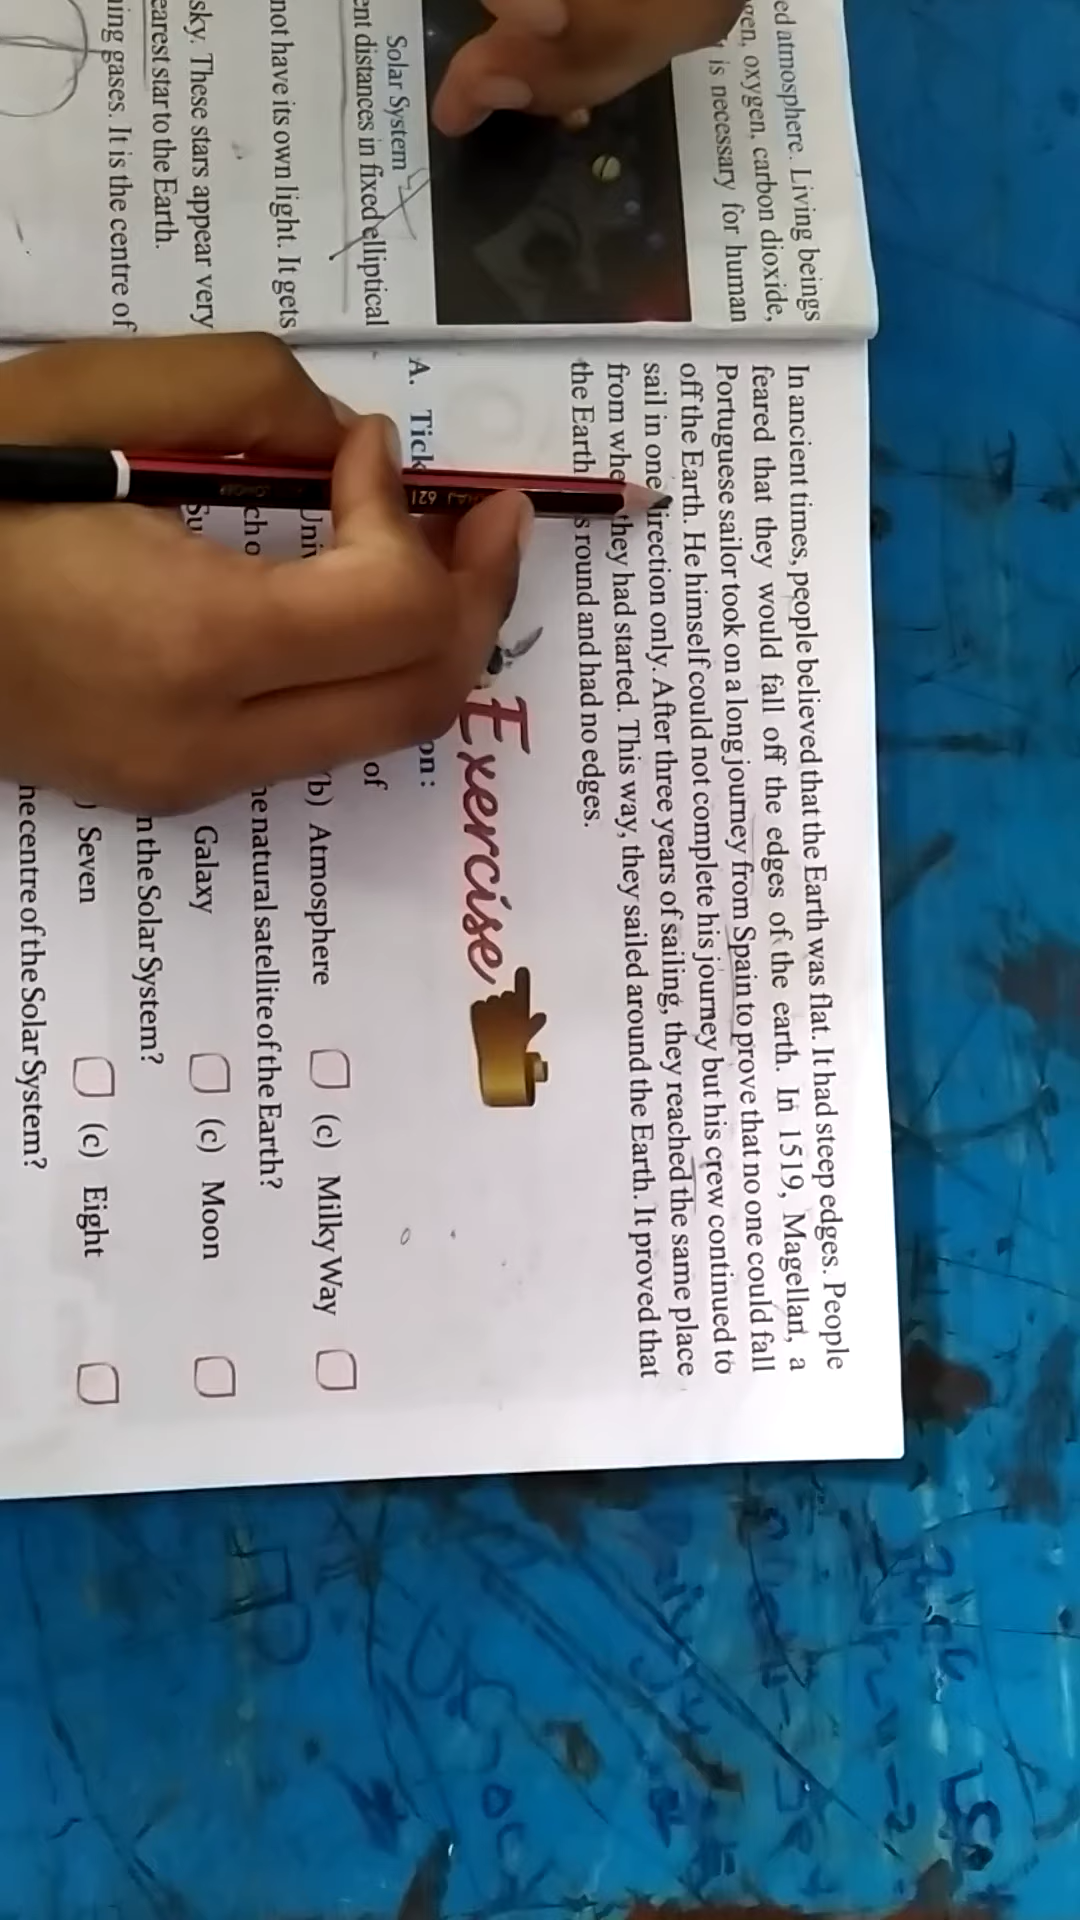 ed atmosphere. Living beings
gen, oxygen, carbon dioxide,
is necessary for human
Solar System
ent distances in fixed elliptical
not have its own light. It gets
sky. These stars appear very
earest star to the Earth.
ing gases. It is the centre of
In ancient times, people believed that the Earth was flat. It had steep edges. People
feared that they would fall off the edges of the earth. In 1519, Magellan, a
Portuguese sailor took on a long journey from Spain to prove that no one could fall
off the Earth. He himself could not complete his journey but his crew continued to
sail in one direction only. After three years of sailing, they reached the same place
from whe they had started. This way, they sailed around the Earth. It proved that
the Earth s round and had no edges.
Exercise
A. Tick on :
of
Univ (b) Atmosphere (c) Milky Way
cho he natural satellite of the Earth?
Su Galaxy (c) Moon
n the Solar System?
) Seven (c) Eight
he centre of the Solar System?